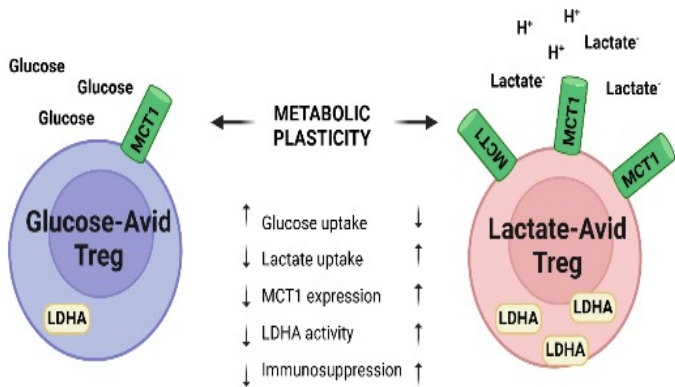 Glucose
Glucose
Glucose
MCT1
Glucose-Avid
Treg
LDHA
METABOLIC
PLASTICITY
↑ Glucose uptake ↓
↓ Lactate uptake ↑
↓ MCT1 expression ↑
↓ LDHA activity ↑
↓ Immunosuppression ↑
H⁺
H⁺
H⁺
Lactate⁻
Lactate⁻
Lactate⁻
MCT1
MCT1
MCT1
Lactate-Avid
Treg
LDHA
LDHA
LDHA